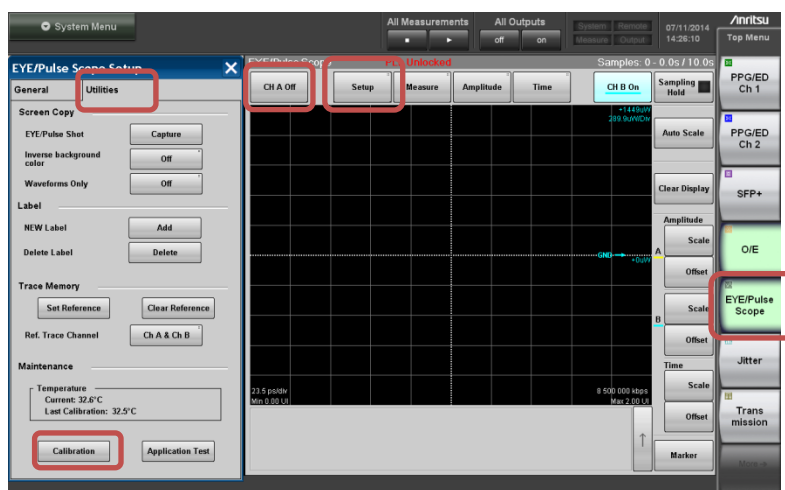 System Menu
All Measurements
All Outputs
off
on
System
Remote
Measure
Output
07/11/2014
14:26:10
Anritsu
Top Menu
EYE/Pulse Scope Setup
X
General
Utilities
Screen Copy
EYE/Pulse Shot
Capture
Inverse background
color
Off
Waveforms Only
Off
Label
NEW Label
Add
Delete Label
Delete
Trace Memory
Set Reference
Clear Reference
Ref. Trace Channel
Ch A & Ch B
Maintenance
Temperature
Current: 32.6°C
Last Calibration: 32.5°C
Calibration
Application Test
EYE/Pulse Scope
Unlocked
Samples: 0 - 0.0s / 10.0s
CH A Off
Setup
Measure
Amplitude
Time
CH B On
Sampling
Hold
+1449uW
289.9uW/Div
GND
+0uW
23.5 ps/div
Min 0.00 UI
8 500 000 kbps
Max 2.00 UI
Auto Scale
Clear Display
Amplitude
A
Scale
Offset
B
Scale
Offset
Time
Scale
Offset
Marker
PPG/ED
Ch 1
PPG/ED
Ch 2
SFP+
O/E
EYE/Pulse
Scope
Jitter
Trans
mission
More